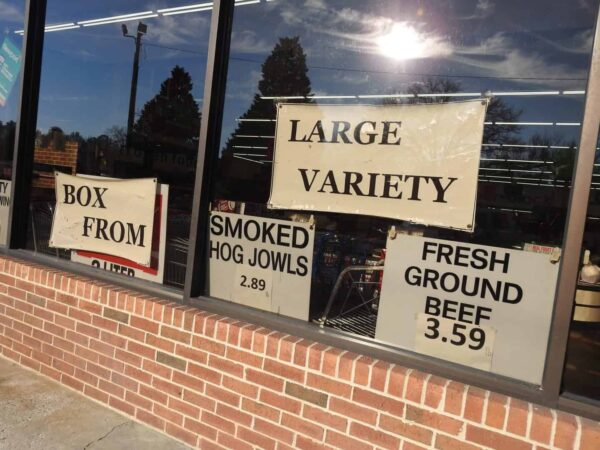 BOX
FROM
2 LITER
LARGE
VARIETY
SMOKED
HOG JOWLS
2.89
FRESH
GROUND
BEEF
3.59